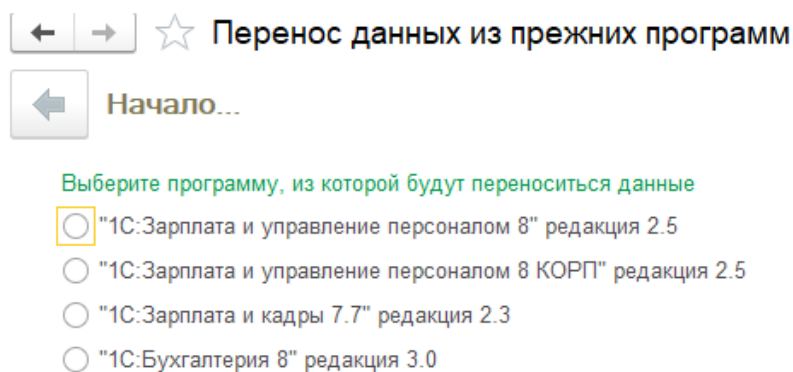 Перенос данных из прежних программ
Начало...
Выберите программу, из которой будут переноситься данные
"1С:Зарплата и управление персоналом 8" редакция 2.5
"1С:Зарплата и управление персоналом 8 КОРП" редакция 2.5
"1С:Зарплата и кадры 7.7" редакция 2.3
"1С:Бухгалтерия 8" редакция 3.0